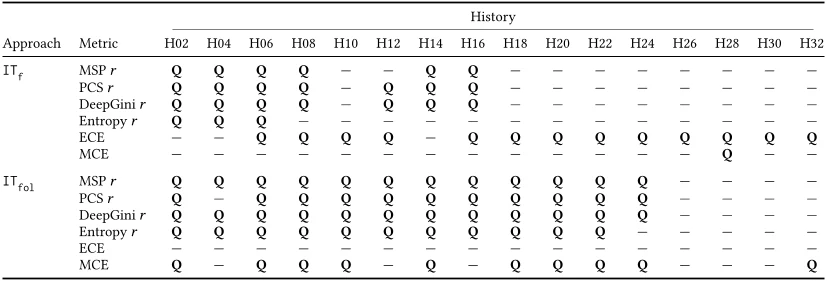 History
Approach Metric H02 H04 H06 H08 H10 H12 H14 H16 H18 H20 H22 H24 H26 H28 H30 H32
IT_f MSP r Q Q Q Q − − Q Q − − − − − − − −
PCS r Q Q Q Q − Q Q Q − − − − − − − −
DeepGini r Q Q Q Q − Q Q Q − − − − − − − −
Entropy r Q Q Q − − − − − − − − − − − − −
ECE − − Q Q Q Q − Q Q Q Q Q Q Q Q Q
MCE − − − − − − − − − − − − − Q − −
IT_fol MSP r Q Q Q Q Q Q Q Q Q Q Q Q − − − −
PCS r Q − Q Q Q Q Q Q Q Q Q Q − − − −
DeepGini r Q Q Q Q Q Q Q Q Q Q Q Q − − − −
Entropy r Q Q Q Q Q Q Q Q Q Q Q − − − − −
ECE − − − − − − − − − − − − − − − −
MCE Q − Q Q Q − Q − Q Q Q Q − − − Q